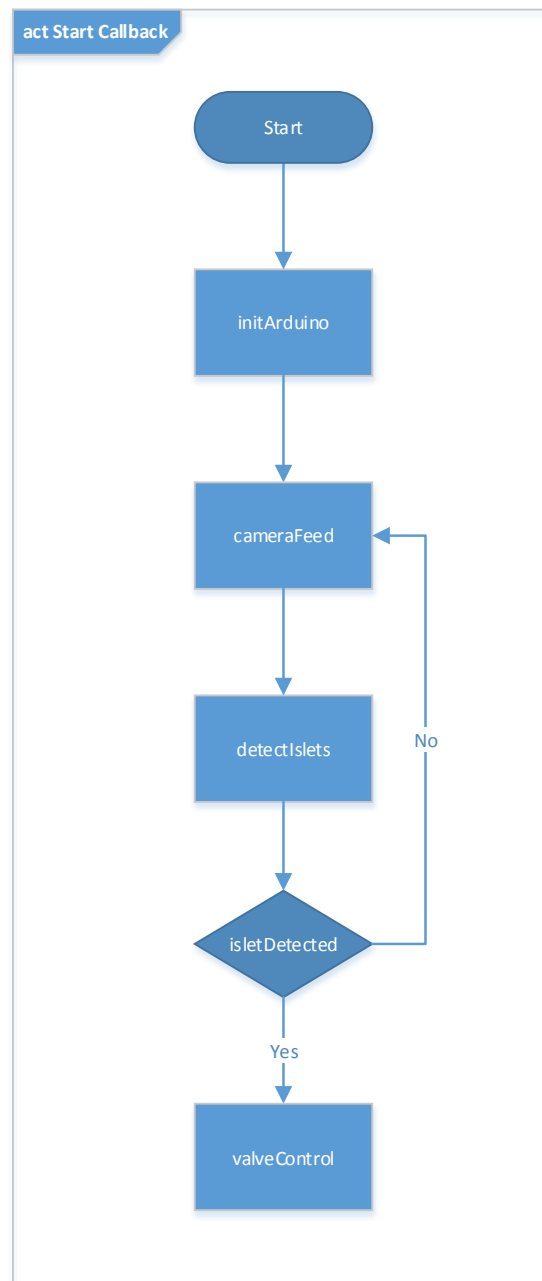 act Start Callback
Start
initArduino
cameraFeed
detectIslets
No
isletDetected
Yes
valveControl